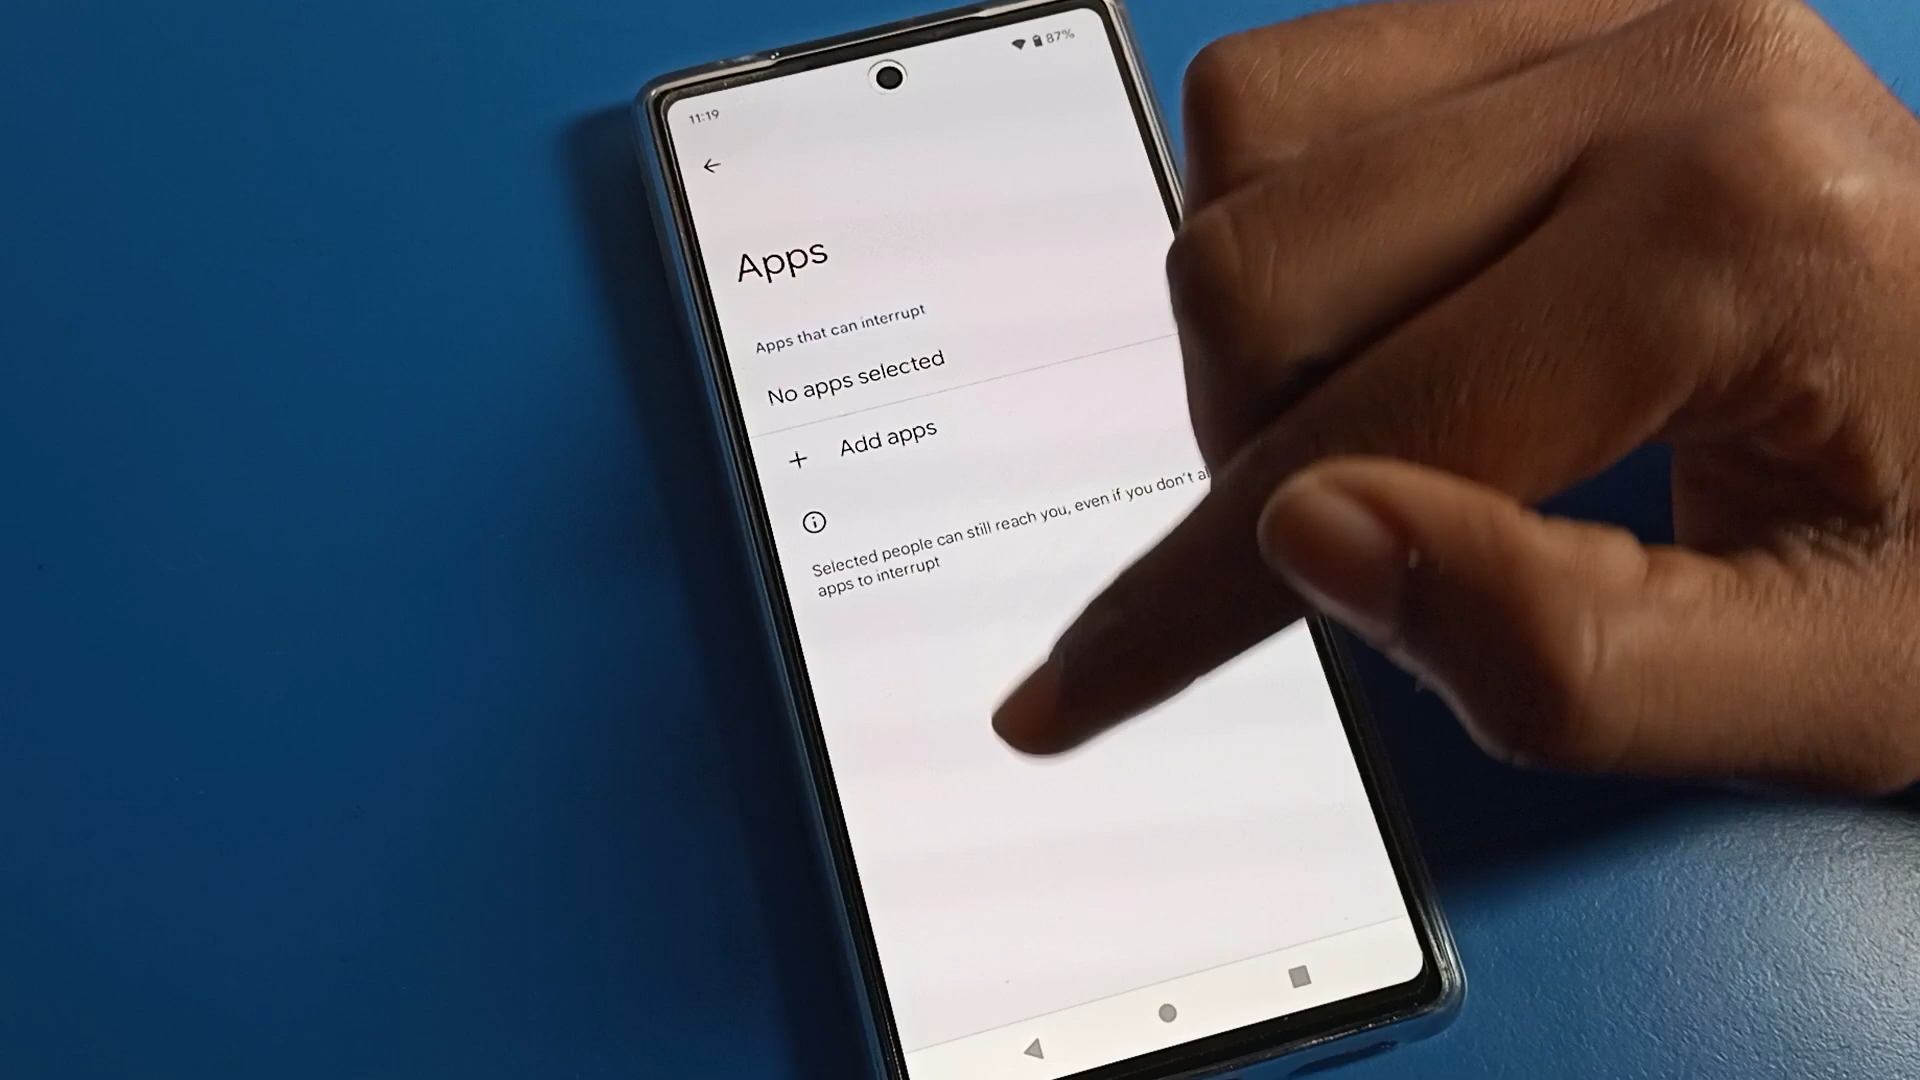 87%
11:19
Apps
Apps that can interrupt
No apps selected
+ Add apps
Selected people can still reach you, even if you don't
apps to interrupt